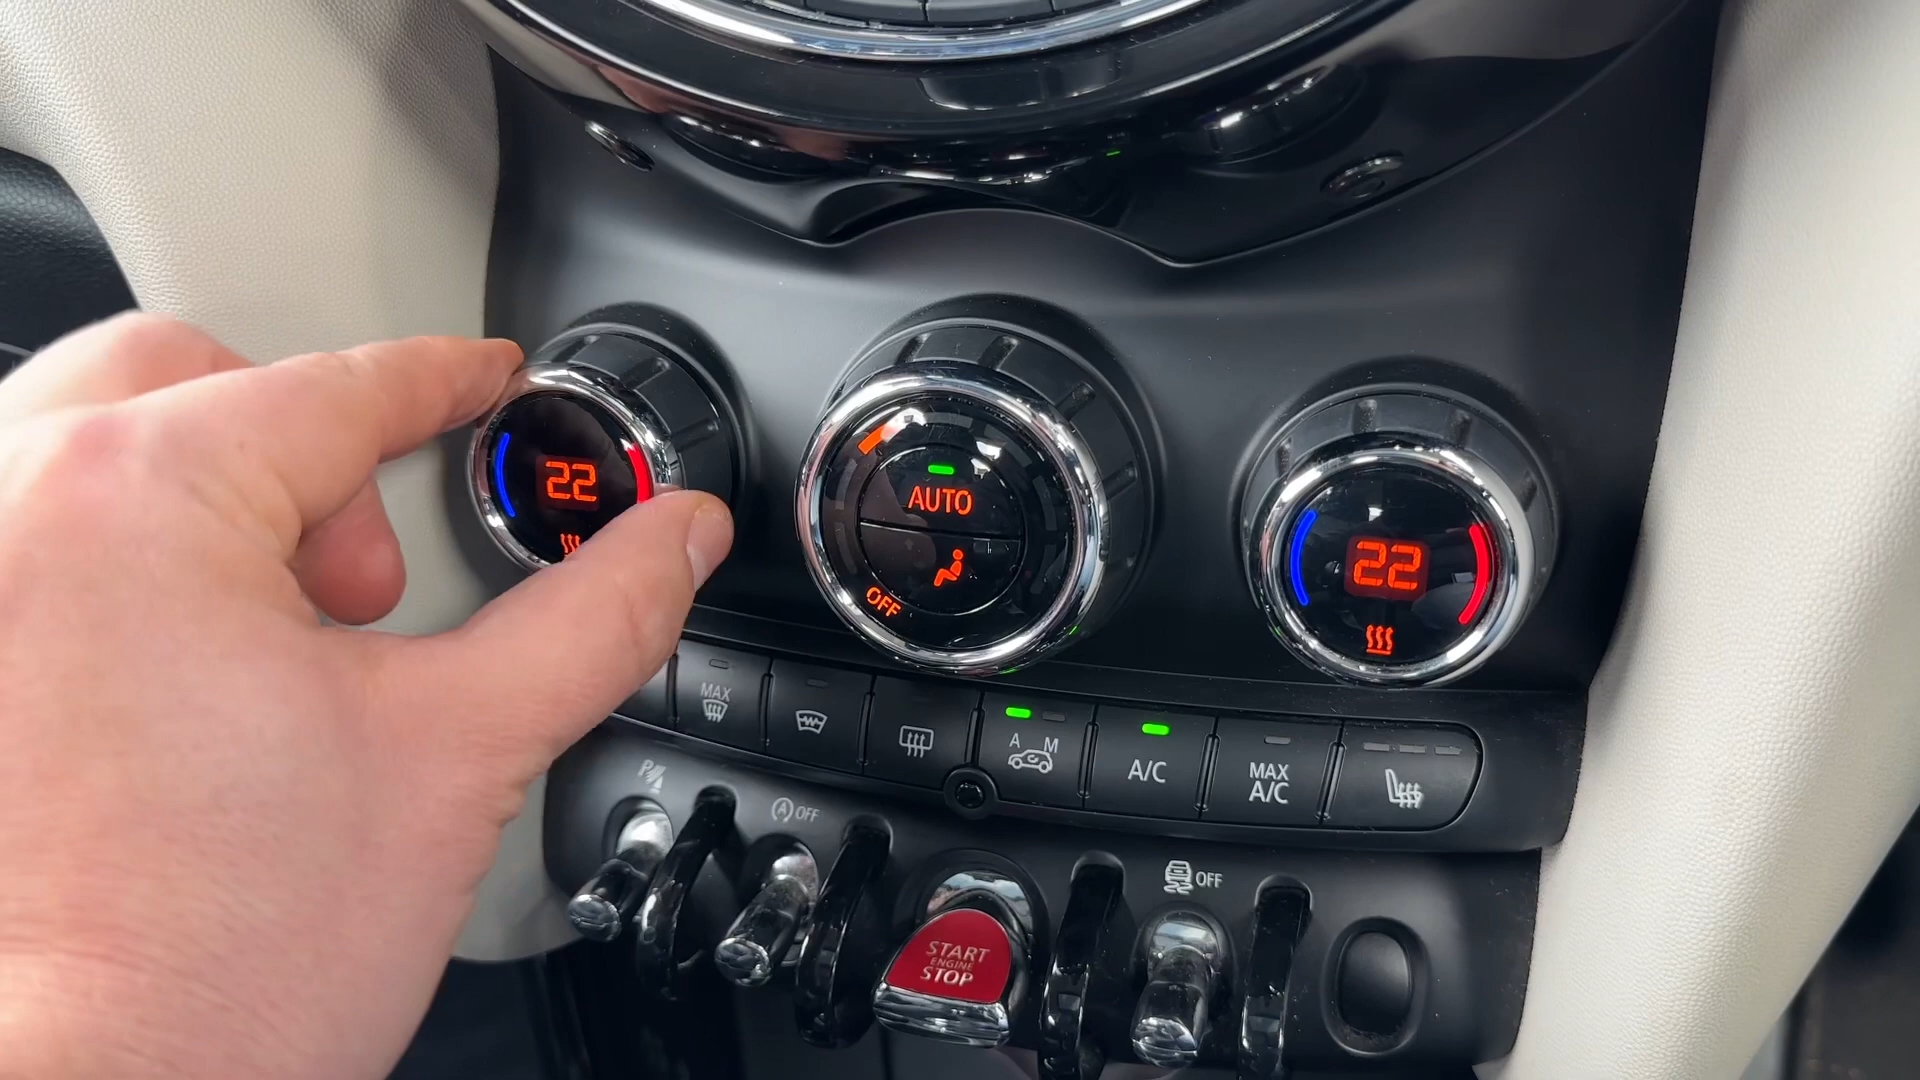 22
AUTO
OFF
22
MAX
A M
A/C
MAX
A/C
P
A OFF
OFF
START
ENGINE
STOP